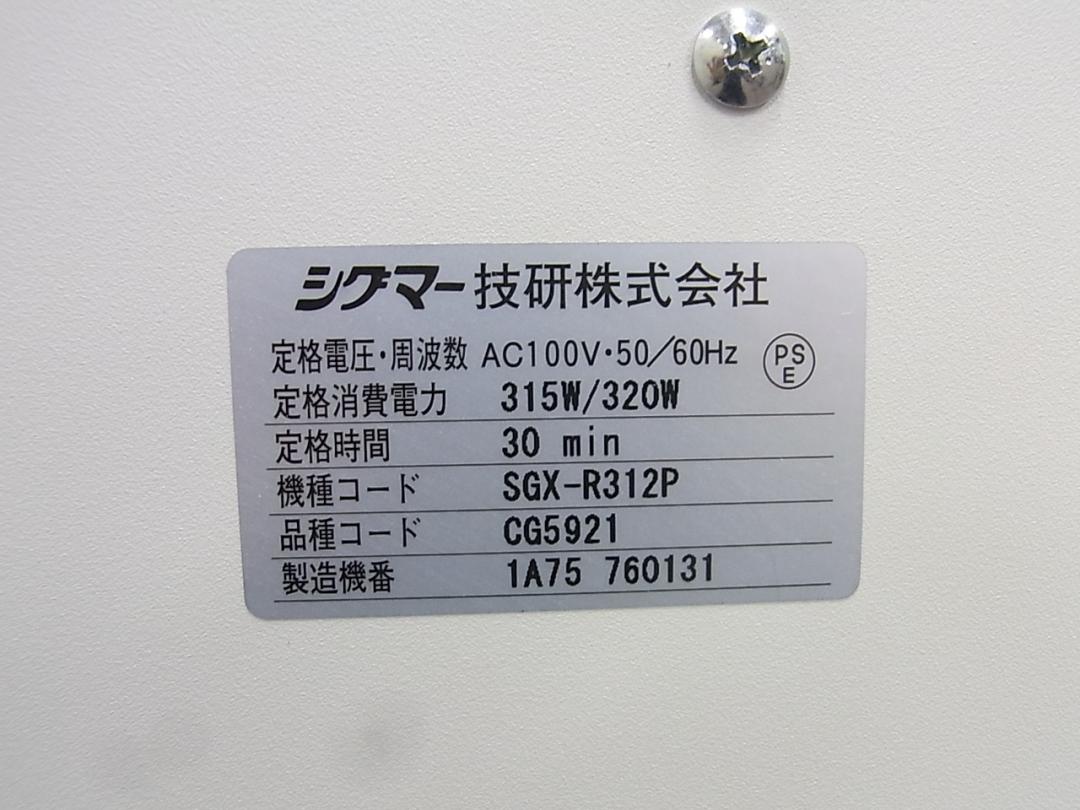 シグマー技研株式会社
定格電圧・周波数 AC100V・50/60Hz PSE
定格消費電力 315W/320W
定格時間 30 min
機種コード SGX-R312P
品種コード CG5921
製造機番 1A75 760131